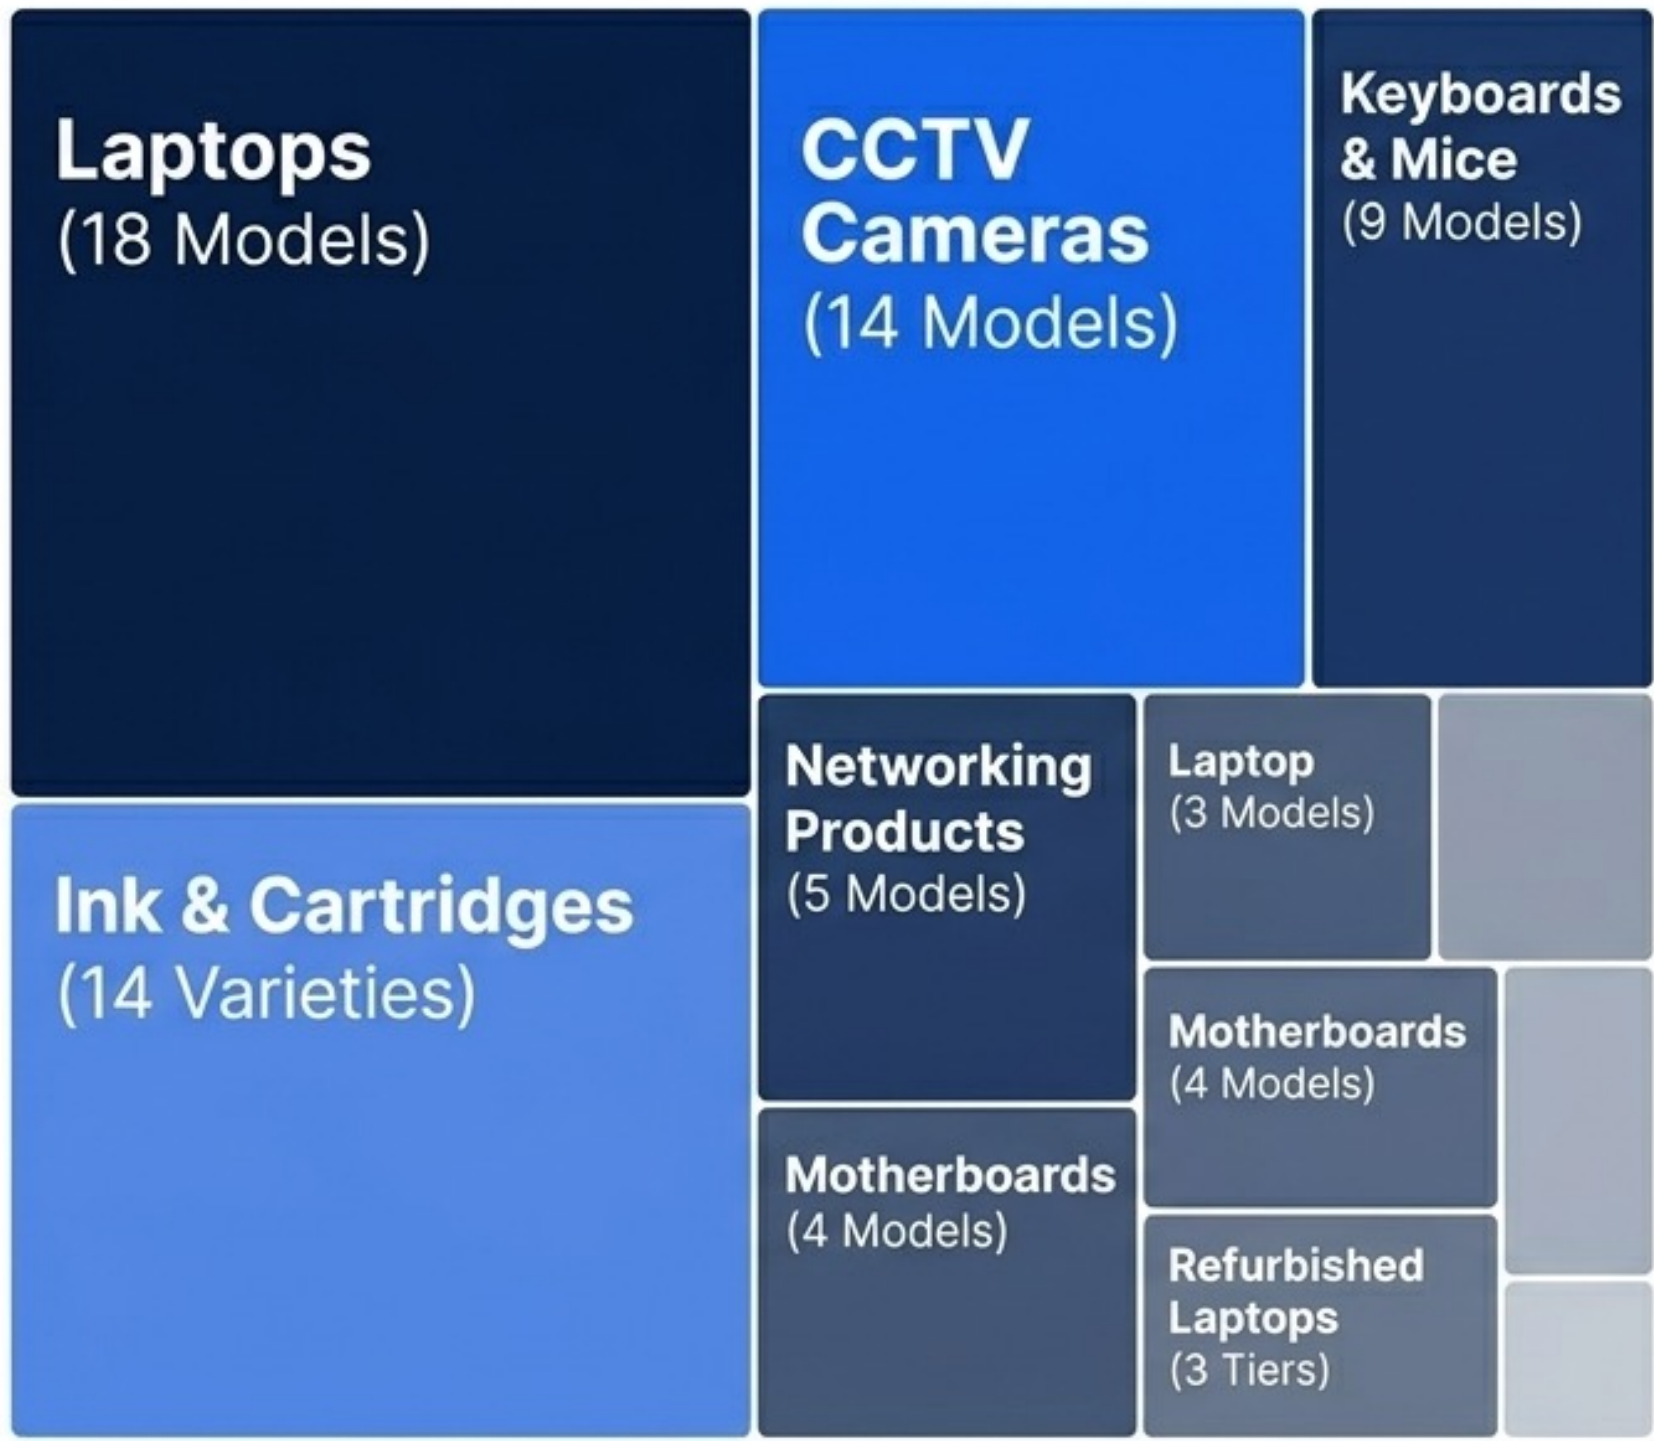 Laptops
(18 Models)
CCTV
Cameras
(14 Models)
Keyboards
& Mice
(9 Models)
Ink & Cartridges
(14 Varieties)
Networking
Products
(5 Models)
Laptop
(3 Models)
Motherboards
(4 Models)
Motherboards
(4 Models)
Refurbished
Laptops
(3 Tiers)